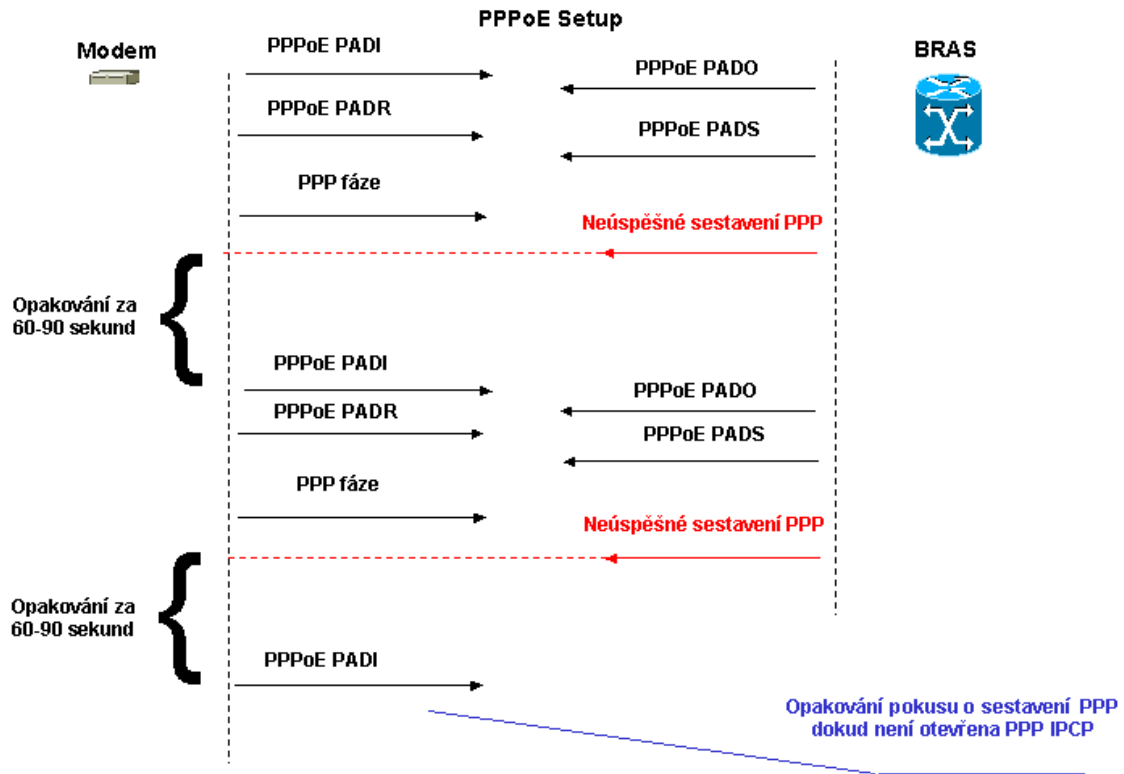 PPPoE Setup
Modem
BRAS
PPPoE PADI
PPPoE PADO
PPPoE PADR
PPPoE PADS
PPP fáze
Neúspěšné sestavení PPP
Opakování za
60-90 sekund
PPPoE PADI
PPPoE PADO
PPPoE PADR
PPPoE PADS
PPP fáze
Neúspěšné sestavení PPP
Opakování za
60-90 sekund
PPPoE PADI
Opakování pokusu o sestavení PPP
dokud není otevřena PPP IPCP